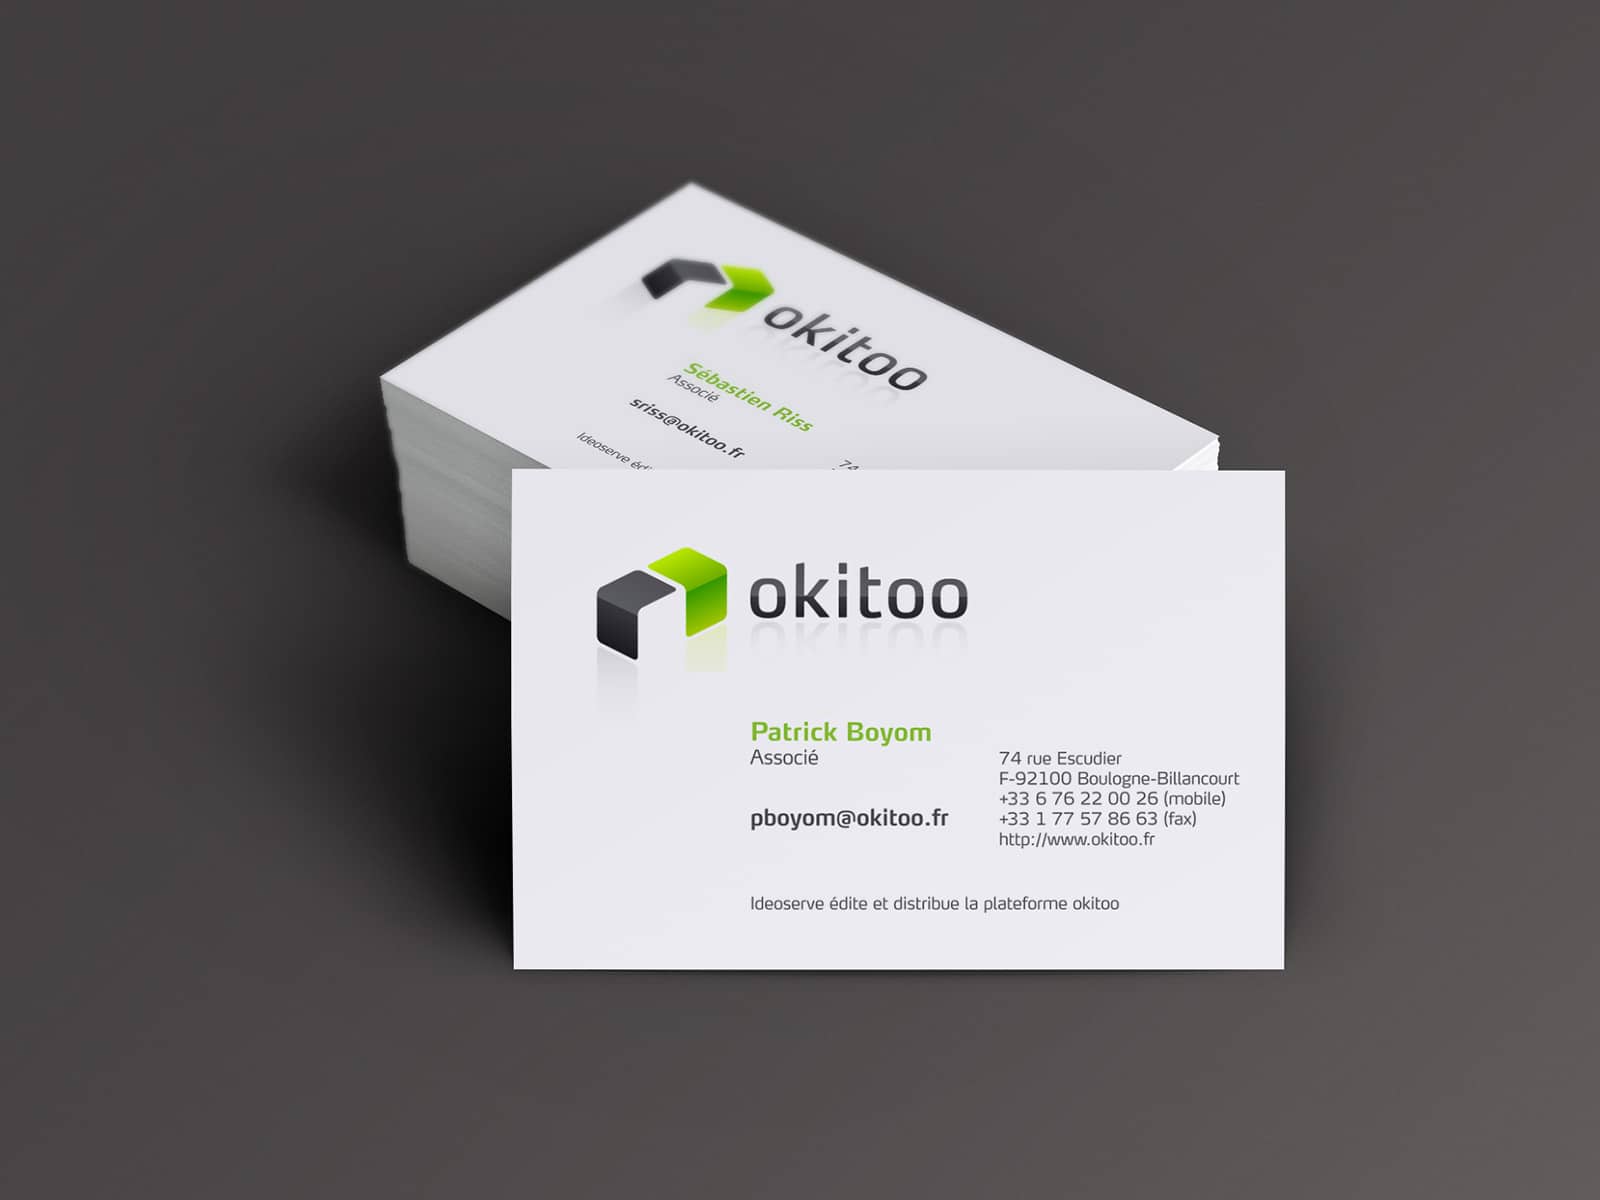 okitoo
Sébastien Riss
Associé
sriss@okitoo.fr
74
Ideoserve
okitoo
Patrick Boyom
Associé
pboyom@okitoo.fr
74 rue Escudier
F-92100 Boulogne-Billancourt
+33 6 76 22 00 26 (mobile)
+33 1 77 57 86 63 (fax)
http://www.okitoo.fr
Ideoserve édite et distribue la plateforme okitoo